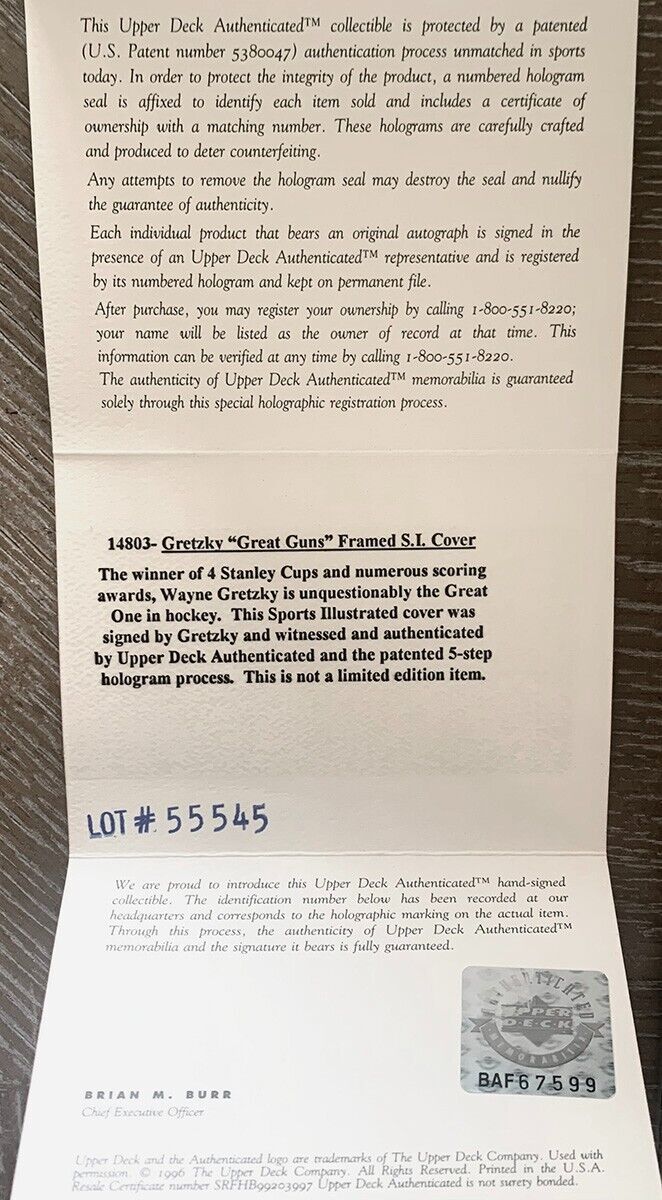 This Upper Deck Authenticated™ collectible is protected by a patented
(U.S. Patent number 5380047) authentication process unmatched in sports
today. In order to protect the integrity of the product, a numbered hologram
seal is affixed to identify each item sold and includes a certificate of
ownership with a matching number. These holograms are carefully crafted
and produced to deter counterfeiting.
Any attempts to remove the hologram seal may destroy the seal and nullify
the guarantee of authenticity.
Each individual product that bears an original autograph is signed in the
presence of an Upper Deck Authenticated™ representative and is registered
by its numbered hologram and kept on permanent file.
After purchase, you may register your ownership by calling 1-800-551-8220;
your name will be listed as the owner of record at that time. This
information can be verified at any time by calling 1-800-551-8220.
The authenticity of Upper Deck Authenticated™ memorabilia is guaranteed
solely through this special holographic registration process.
14803- Gretzky “Great Guns” Framed S.I. Cover
The winner of 4 Stanley Cups and numerous scoring
awards, Wayne Gretzky is unquestionably the Great
One in hockey. This Sports Illustrated cover was
signed by Gretzky and witnessed and authenticated
by Upper Deck Authenticated and the patented 5-step
hologram process. This is not a limited edition item.
LOT # 55545
We are proud to introduce this Upper Deck Authenticated™ hand-signed
collectible. The identification number below has been recorded at our
headquarters and corresponds to the holographic marking on the actual item.
Through this process, the authenticity of Upper Deck Authenticated™
memorabilia and the signature it bears is fully guaranteed.
AUTHENTICATED
UPPER
DECK
MEMORABILIA
BAF67599
BRIAN M. BURR
Chief Executive Officer
Upper Deck and the Authenticated logo are trademarks of The Upper Deck Company. Used with
permission. © 1996 The Upper Deck Company. All Rights Reserved. Printed in the U.S.A.
Resale Certificate number SRFHB99203997 Upper Deck Authenticated is not surety bonded.